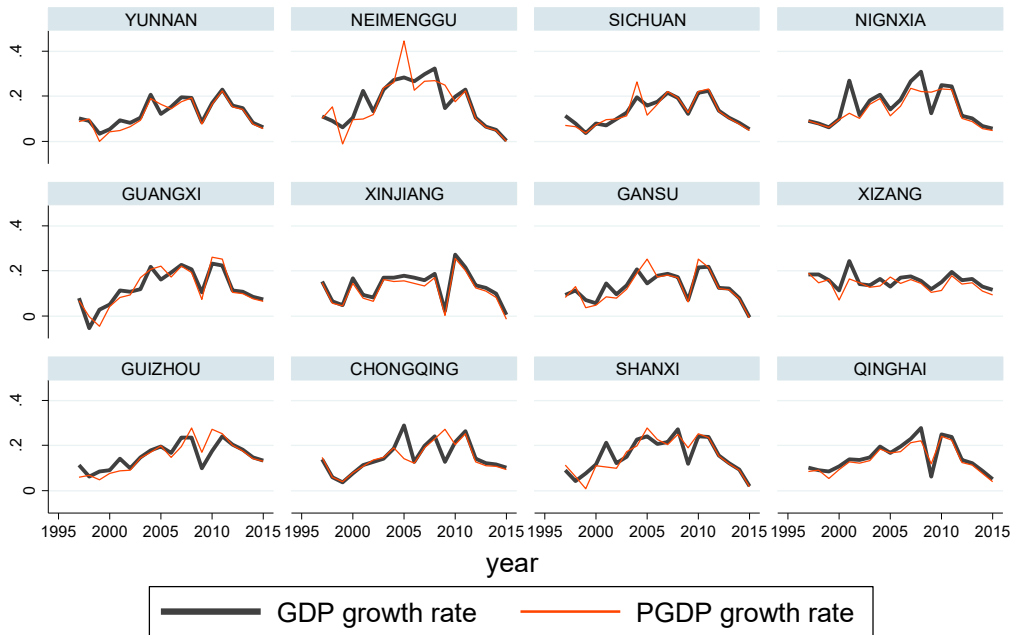 YUNNAN NEIMENGGU SICHUAN NIGNXIA
.4
.2
0
GUANGXI XINJIANG GANSU XIZANG
.4
.2
0
GUIZHOU CHONGQING SHANXI QINGHAI
.4
.2
0
1995 2000 2005 2010 2015 1995 2000 2005 2010 2015 1995 2000 2005 2010 2015 1995 2000 2005 2010 2015
year
GDP growth rate PGDP growth rate